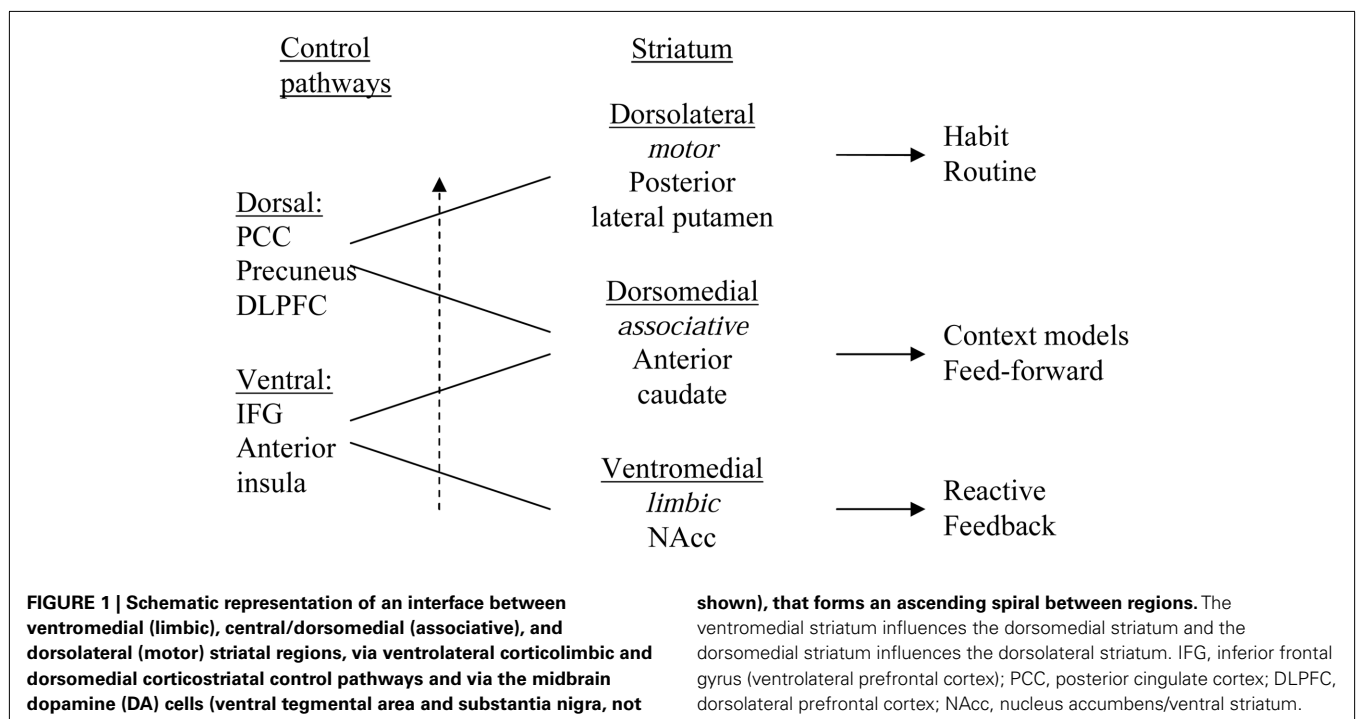 Control
pathways
Striatum
Dorsolateral
motor
Posterior
lateral putamen
Habit
Routine
Dorsal:
PCC
Precuneus
DLPFC
Dorsomedial
associative
Anterior
caudate
Context models
Feed-forward
Ventral:
IFG
Anterior
insula
Ventromedial
limbic
NAcc
Reactive
Feedback
FIGURE 1 | Schematic representation of an interface between
ventromedial (limbic), central/dorsomedial (associative), and
dorsolateral (motor) striatal regions, via ventrolateral corticolimbic and
dorsomedial corticostriatal control pathways and via the midbrain
dopamine (DA) cells (ventral tegmental area and substantia nigra, not
shown), that forms an ascending spiral between regions. The
ventromedial striatum influences the dorsomedial striatum and the
dorsomedial striatum influences the dorsolateral striatum. IFG, inferior frontal
gyrus (ventrolateral prefrontal cortex); PCC, posterior cingulate cortex; DLPFC,
dorsolateral prefrontal cortex; NAcc, nucleus accumbens/ventral striatum.